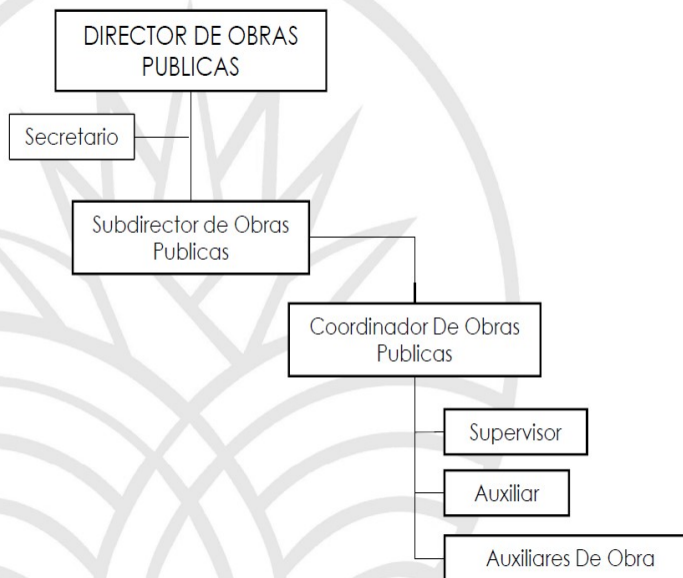 DIRECTOR DE OBRAS
PUBLICAS
Secretario
Subdirector de Obras
Publicas
Coordinador De Obras
Publicas
Supervisor
Auxiliar
Auxiliares De Obra